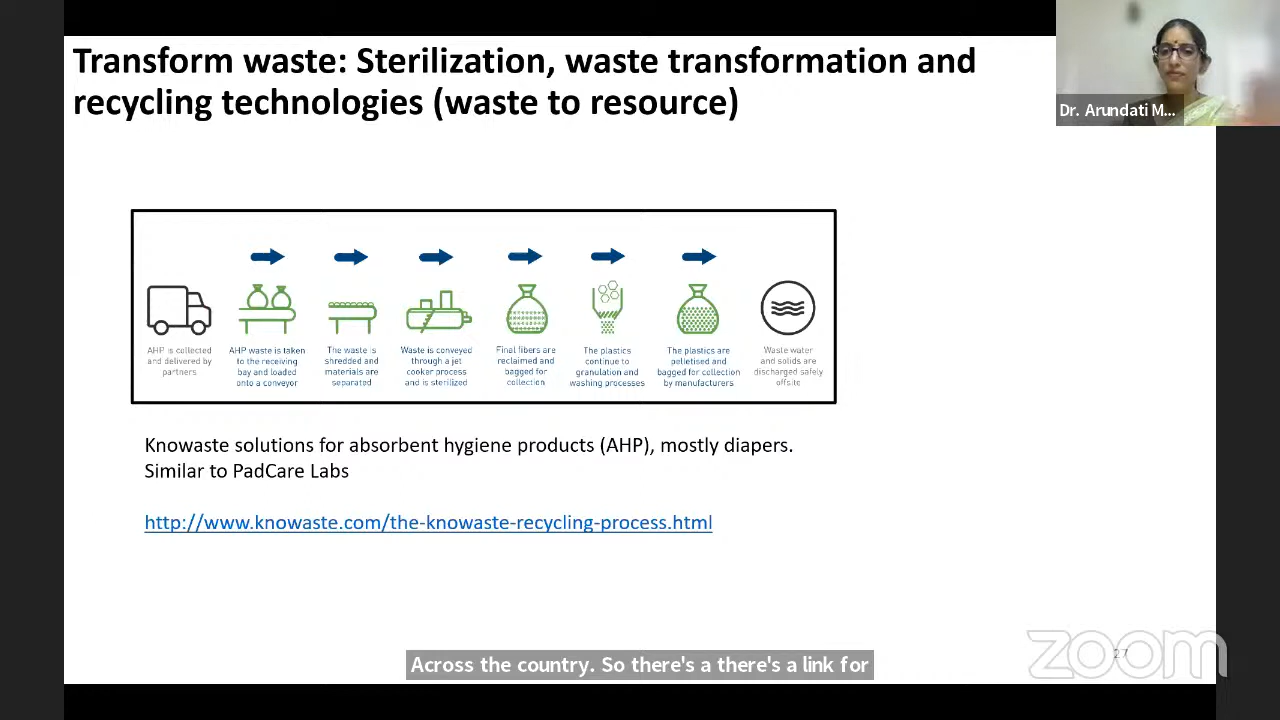 Transform waste: Sterilization, waste transformation and
recycling technologies (waste to resource)
Dr. Arundati M...
AHP is collected
and delivered by
partners
AHP waste is taken
to the receiving
bay and loaded
onto a conveyor
The waste is
shredded and
materials are
separated
Waste is conveyed
through a jet
cooker process
and is sterilized
Final fibers are
reclaimed and
bagged for
collection
The plastics
continue to
granulation and
washing processes
The plastics are
pelletised and
bagged for collection
by manufacturers
Waste water
and solids are
discharged safely
offsite
Knowaste solutions for absorbent hygiene products (AHP), mostly diapers.
Similar to PadCare Labs
http://www.knowaste.com/the-knowaste-recycling-process.html
Across the country. So there's a there's a link for
zoom
27